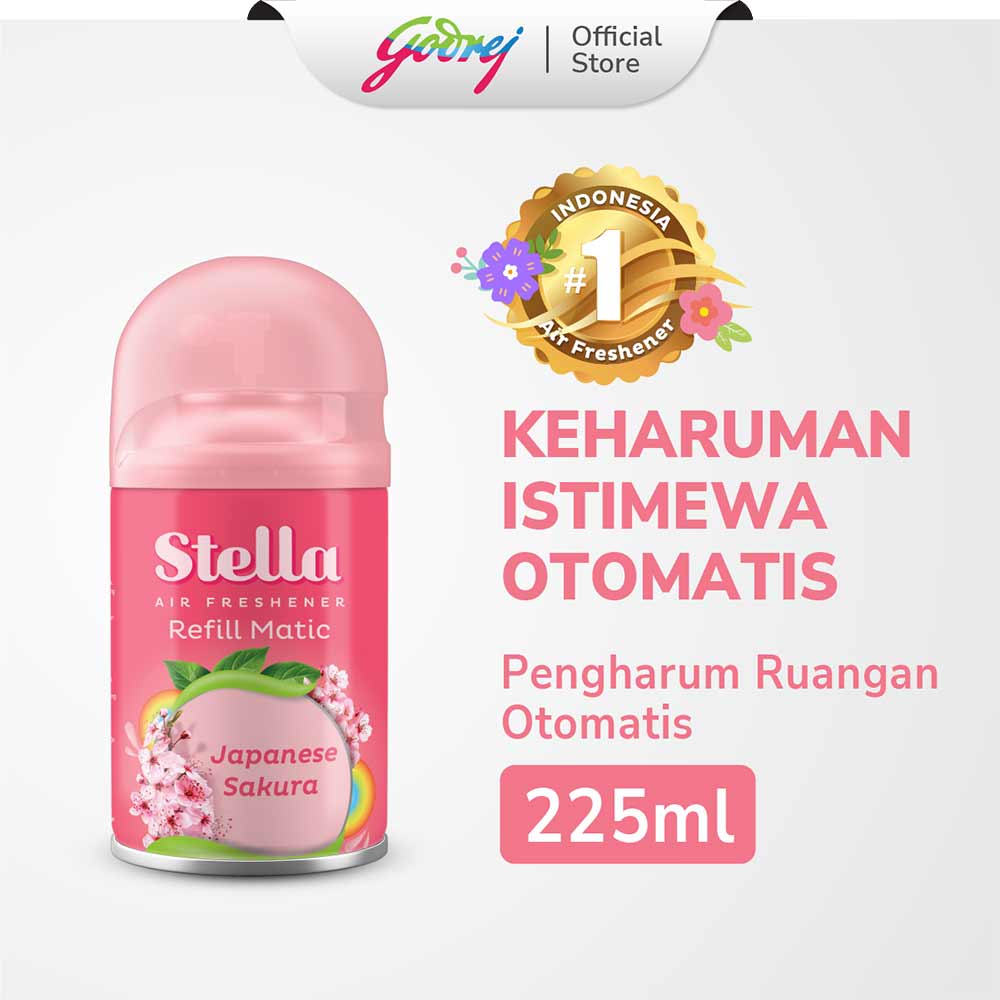 Godrej
Official
Store
INDONESIA
#1
Air Freshener
KEHARUMAN
ISTIMEWA
OTOMATIS
Pengharum Ruangan
Otomatis
225ml
Stella
AIR FRESHENER
Refill Matic
Japanese
Sakura